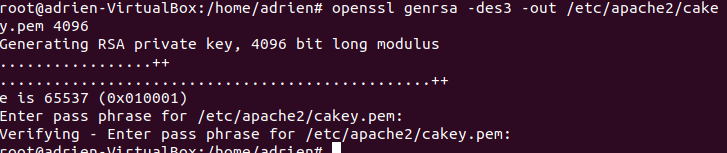 root@adrien-VirtualBox:/home/adrien# openssl genrsa -des3 -out /etc/apache2/cake
y.pem 4096
Generating RSA private key, 4096 bit long modulus
.................++
................................................................++
e is 65537 (0x010001)
Enter pass phrase for /etc/apache2/cakey.pem:
Verifying - Enter pass phrase for /etc/apache2/cakey.pem:
root@adrien-VirtualBox:/home/adrien#